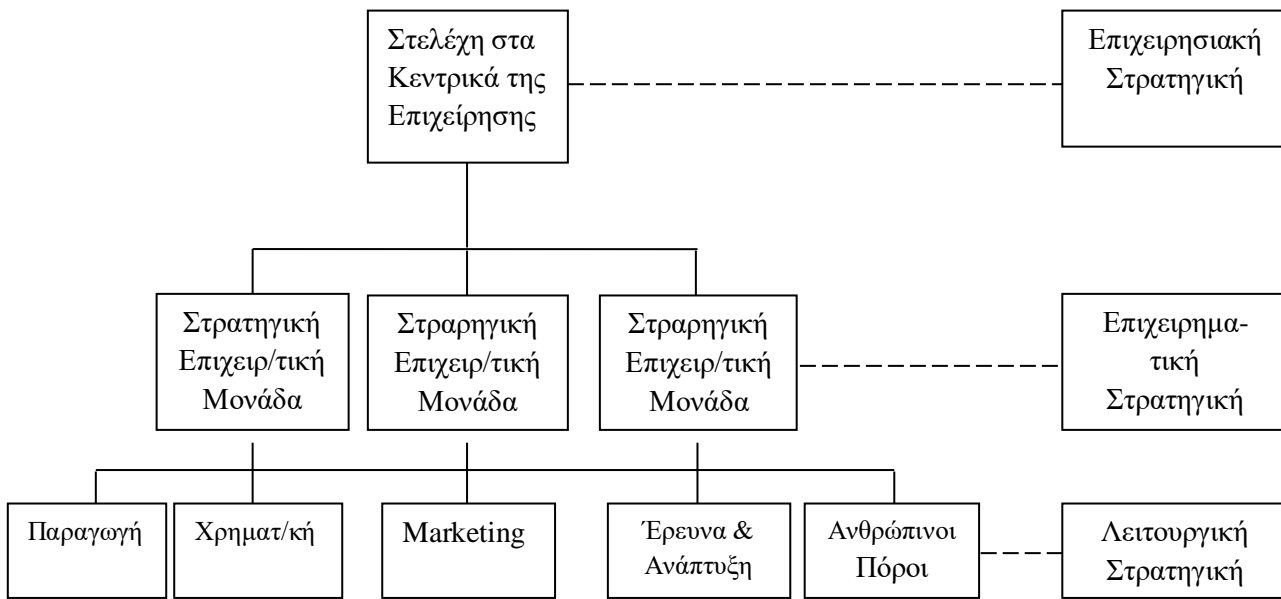 Στελέχη στα
Κεντρικά της
Επιχείρησης
Επιχειρησιακή
Στρατηγική
Στρατηγική
Επιχειρ/τική
Μονάδα
Στραρηγική
Επιχειρ/τική
Μονάδα
Στραρηγική
Επιχειρ/τική
Μονάδα
Επιχειρημα-
τική
Στρατηγική
Παραγωγή
Χρηματ/κή
Marketing
Έρευνα &
Ανάπτυξη
Ανθρώπινοι
Πόροι
Λειτουργική
Στρατηγική